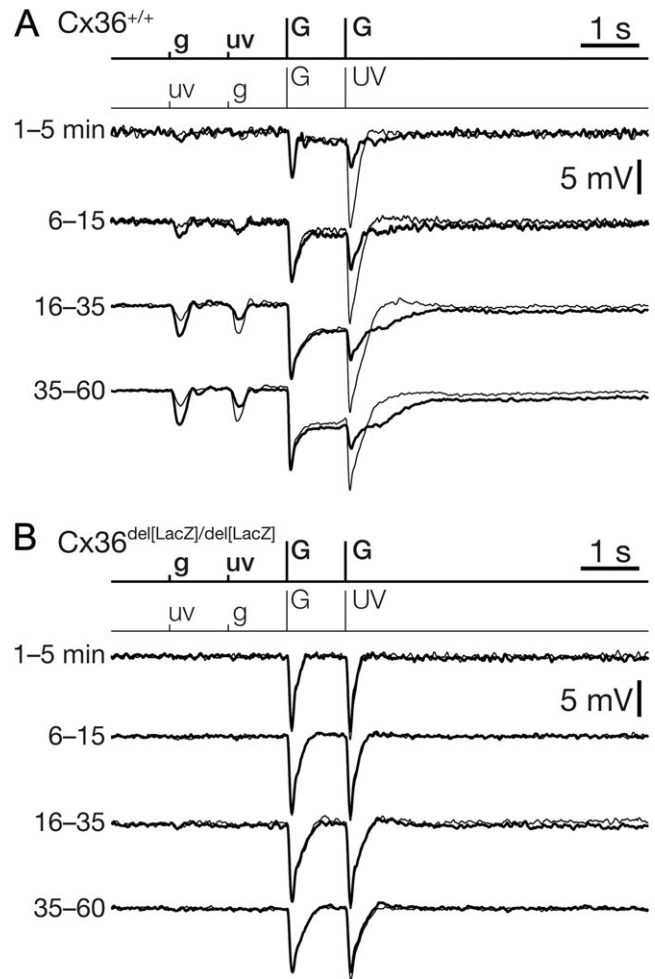 A Cx36+/+ g uv G G 1 s
uv g G UV
1–5 min
5 mV
6–15
16–35
35–60
B Cx36del[LacZ]/del[LacZ] g uv G G 1 s
uv g G UV
1–5 min
5 mV
6–15
16–35
35–60